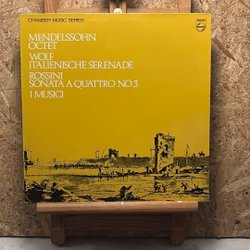 CHAMBER MUSIC SERIES
PHILIPS
MENDELSSOHN
OCTET
WOLF
ITALIENISCHE SERENADE
ROSSINI
SONATA A QUATTRO NO.3
I MUSICI